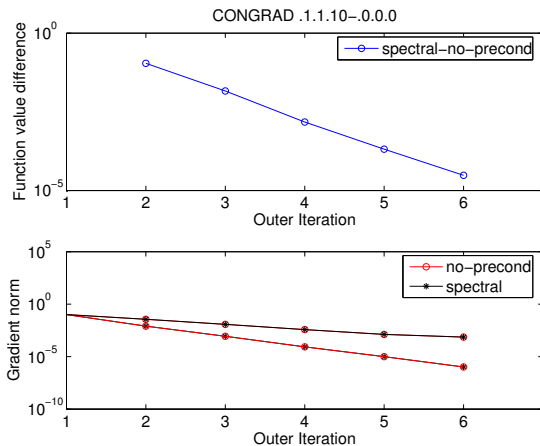 CONGRAD .1.1.10−.0.0.0
10^0
spectral−no−precond
Function value difference
10^−5
1 2 3 4 5 6
Outer Iteration
10^5
no−precond
spectral
10^0
Gradient norm
10^−5
10^−10
1 2 3 4 5 6
Outer Iteration